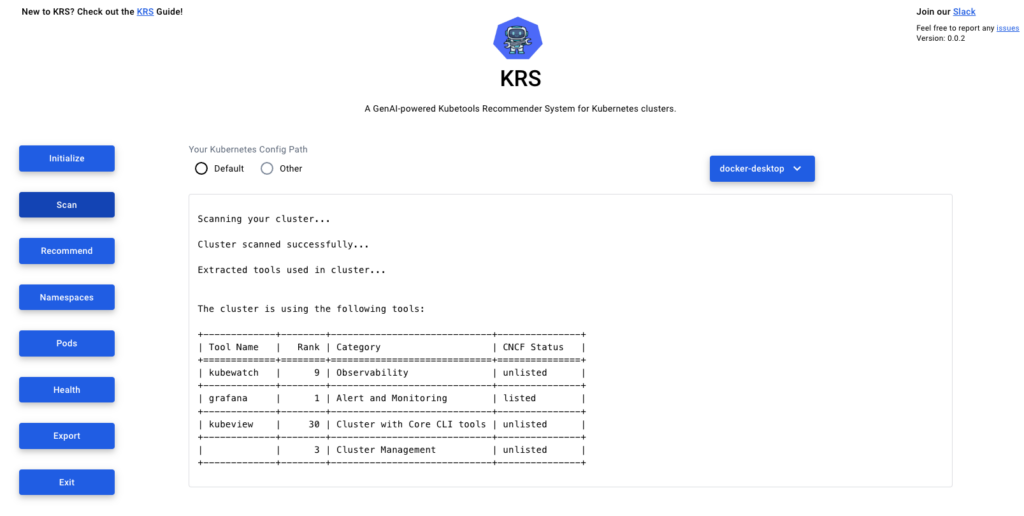 New to KRS? Check out the KRS Guide!
Join our Slack
Feel free to report any issues
Version: 0.0.2
KRS
A GenAI-powered Kubetools Recommender System for Kubernetes clusters.
Your Kubernetes Config Path
Default
Other
docker-desktop
Initialize
Scan
Recommend
Namespaces
Pods
Health
Export
Exit
Scanning your cluster...
Cluster scanned successfully...
Extracted tools used in cluster...
The cluster is using the following tools:
+-------------+--------+-----------------------------+---------------+
| Tool Name   |   Rank | Category                    | CNCF Status   |
+=============+========+=============================+===============+
| kubewatch   |      9 | Observability               | unlisted      |
+-------------+--------+-----------------------------+---------------+
| grafana     |      1 | Alert and Monitoring        | listed        |
+-------------+--------+-----------------------------+---------------+
| kubeview    |     30 | Cluster with Core CLI tools | unlisted      |
+-------------+--------+-----------------------------+---------------+
|             |      3 | Cluster Management          | unlisted      |
+-------------+--------+-----------------------------+---------------+